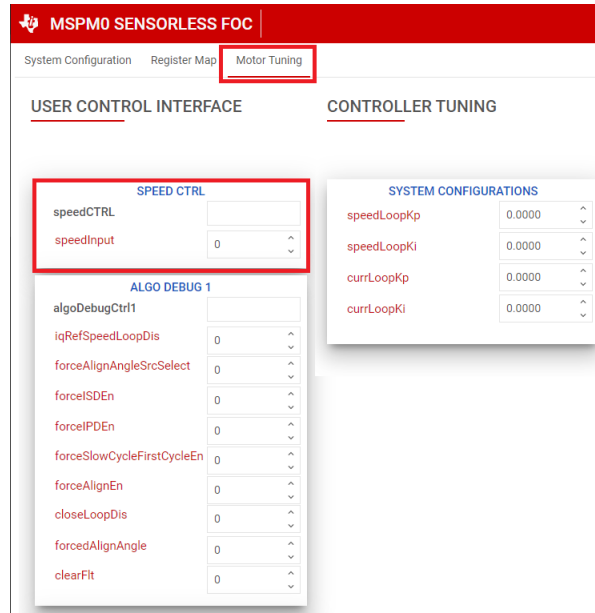 MSPM0 SENSORLESS FOC
System Configuration Register Map Motor Tuning
USER CONTROL INTERFACE
SPEED CTRL
speedCTRL
speedInput 0
ALGO DEBUG 1
algoDebugCtrl1
iqRefSpeedLoopDis 0
forceAlignAngleSrcSelect 0
forceISDEn 0
forceIPDEn 0
forceSlowCycleFirstCycleEn 0
forceAlignEn 0
closeLoopDis 0
forcedAlignAngle 0
clearFlt 0
CONTROLLER TUNING
SYSTEM CONFIGURATIONS
speedLoopKp 0.0000
speedLoopKi 0.0000
currLoopKp 0.0000
currLoopKi 0.0000